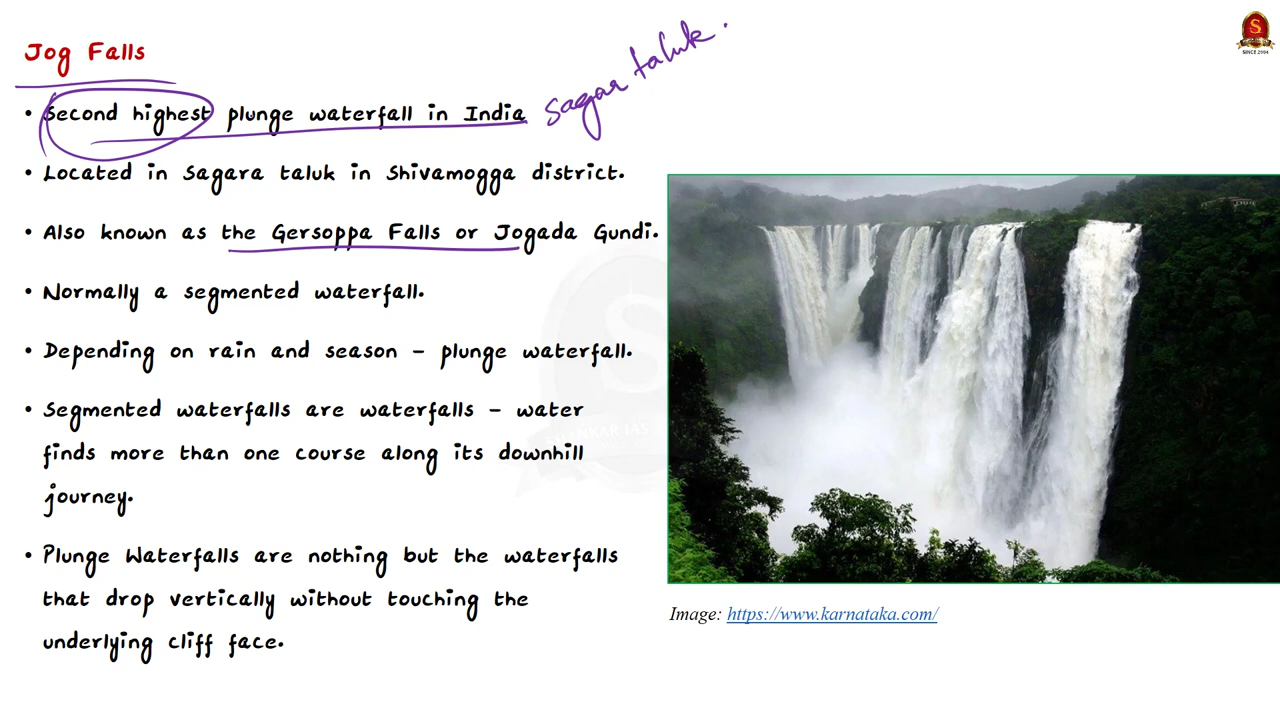 Jog Falls
sagar taluk.
• Second highest plunge waterfall in India
• Located in Sagara taluk in Shivamogga district.
• Also known as the Gersoppa Falls or Jogada Gundi.
• Normally a segmented waterfall.
• Depending on rain and season – plunge waterfall.
• Segmented waterfalls are waterfalls – water
finds more than one course along its downhill
journey.
• Plunge Waterfalls are nothing but the waterfalls
that drop vertically without touching the
underlying cliff face.
Image: https://www.karnataka.com/
SINCE 2004